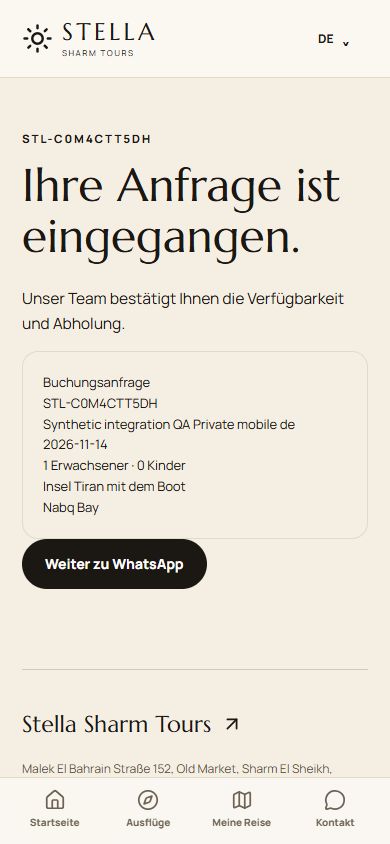 STELLA
SHARM TOURS
DE
STL-C0M4CTT5DH
Ihre Anfrage ist
eingegangen.
Unser Team bestätigt Ihnen die Verfügbarkeit
und Abholung.
Buchungsanfrage
STL-C0M4CTT5DH
Synthetic integration QA Private mobile de
2026-11-14
1 Erwachsener · 0 Kinder
Insel Tiran mit dem Boot
Nabq Bay
Weiter zu WhatsApp
Stella Sharm Tours
Malek El Bahrain Straße 152, Old Market, Sharm El Sheikh,
Startseite
Ausflüge
Meine Reise
Kontakt